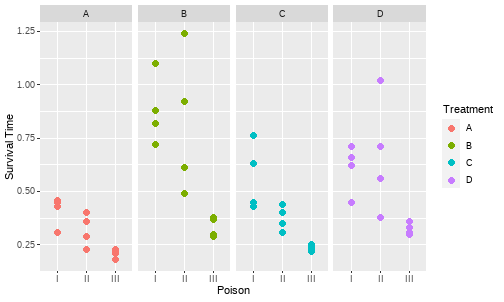 A B C D
Survival Time
1.25
1.00
0.75
0.50
0.25
I II III I II III I II III I II III
Poison
Treatment
A
B
C
D